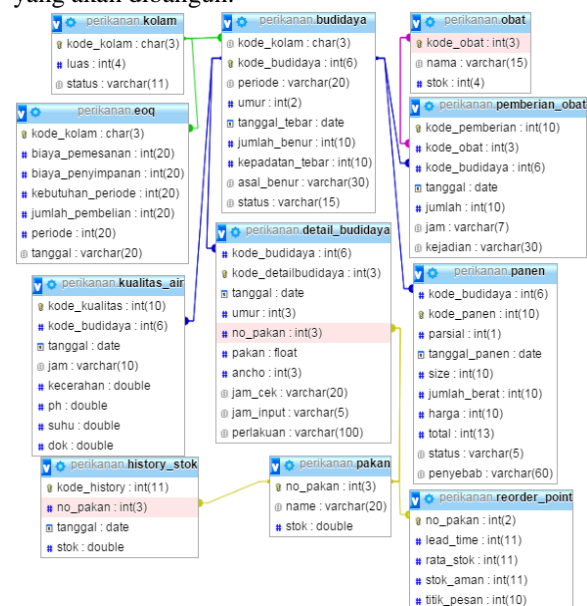 yang akan dibangun.
perikanan.kolam
kode_kolam : char(3)
luas : int(4)
status : varchar(11)
perikanan.budidaya
kode_kolam : char(3)
kode_budidaya : int(6)
periode : varchar(20)
umur : int(2)
tanggal_tebar : date
jumlah_benur : int(10)
kepadatan_tebar : int(10)
asal_benur : varchar(30)
status : varchar(15)
perikanan.obat
kode_obat : int(3)
nama : varchar(15)
stok : int(4)
perikanan.eoq
kode_kolam : char(3)
biaya_pemesanan : int(20)
biaya_penyimpanan : int(20)
kebutuhan_periode : int(20)
jumlah_pembelian : int(20)
periode : int(20)
tanggal : varchar(20)
perikanan.pemberian_obat
kode_pemberian : int(10)
kode_obat : int(3)
kode_budidaya : int(6)
tanggal : date
jumlah : int(10)
jam : varchar(7)
kejadian : varchar(30)
perikanan.detail_budidaya
kode_budidaya : int(6)
kode_detailbudidaya : int(3)
tanggal : date
umur : int(3)
no_pakan : int(3)
pakan : float
ancho : int(3)
jam_cek : varchar(20)
jam_input : varchar(5)
perlakuan : varchar(100)
perikanan.kualitas_air
kode_kualitas : int(10)
kode_budidaya : int(6)
tanggal : date
jam : varchar(10)
kecerahan : double
ph : double
suhu : double
dok : double
perikanan.panen
kode_budidaya : int(6)
kode_panen : int(10)
parsial : int(1)
tanggal_panen : date
size : int(10)
jumlah_berat : int(10)
harga : int(10)
total : int(13)
status : varchar(5)
penyebab : varchar(60)
perikanan.history_stok
kode_history : int(11)
no_pakan : int(3)
tanggal : date
stok : double
perikanan.pakan
no_pakan : int(3)
name : varchar(20)
stok : double
perikanan.reorder_point
no_pakan : int(2)
lead_time : int(11)
rata_stok : int(11)
stok_aman : int(11)
titik_pesan : int(10)